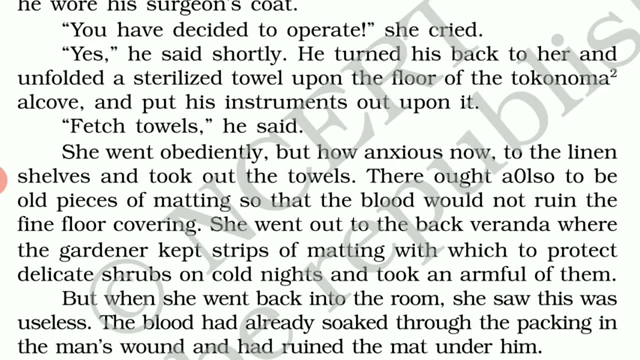 he wore his surgeon's coat.
"You have decided to operate!" she cried.
"Yes," he said shortly. He turned his back to her and
unfolded a sterilized towel upon the floor of the tokonoma²
alcove, and put his instruments out upon it.
"Fetch towels," he said.
She went obediently, but how anxious now, to the linen
shelves and took out the towels. There ought a0lso to be
old pieces of matting so that the blood would not ruin the
fine floor covering. She went out to the back veranda where
the gardener kept strips of matting with which to protect
delicate shrubs on cold nights and took an armful of them.
But when she went back into the room, she saw this was
useless. The blood had already soaked through the packing in
the man's wound and had ruined the mat under him.
© NCERT
be republis